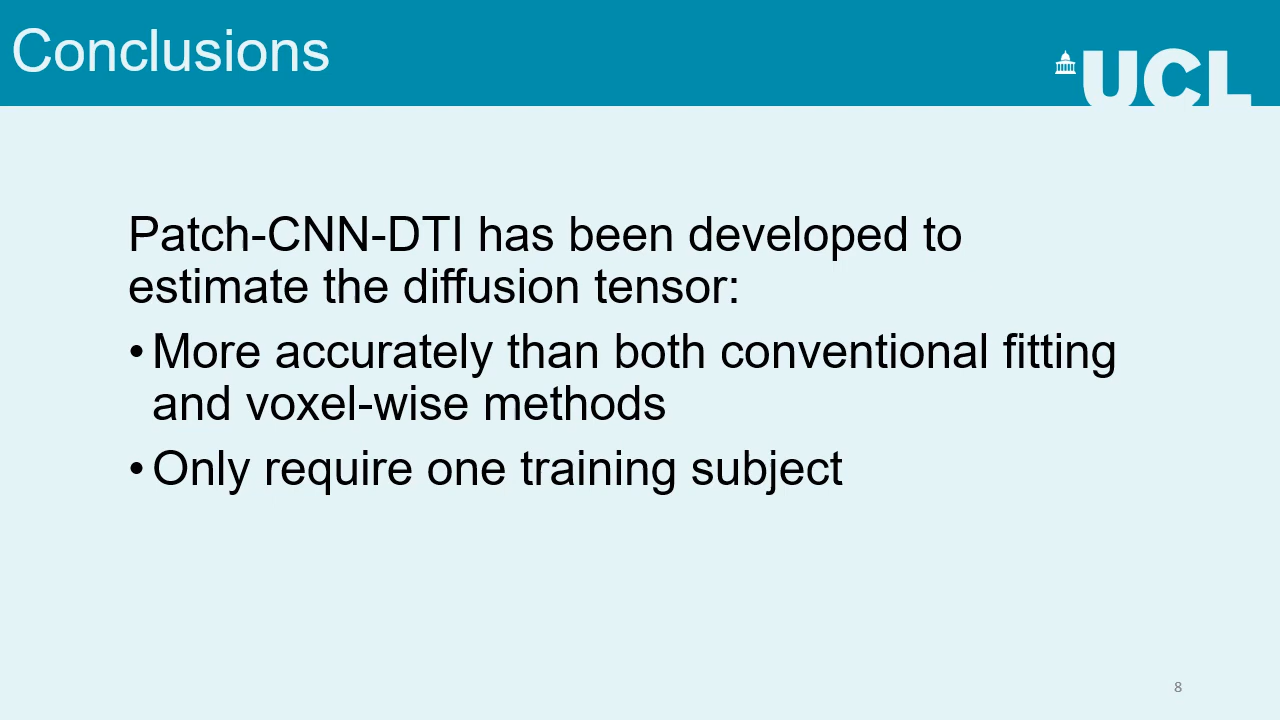 Conclusions
UCL
Patch-CNN-DTI has been developed to
estimate the diffusion tensor:
• More accurately than both conventional fitting
and voxel-wise methods
• Only require one training subject
8